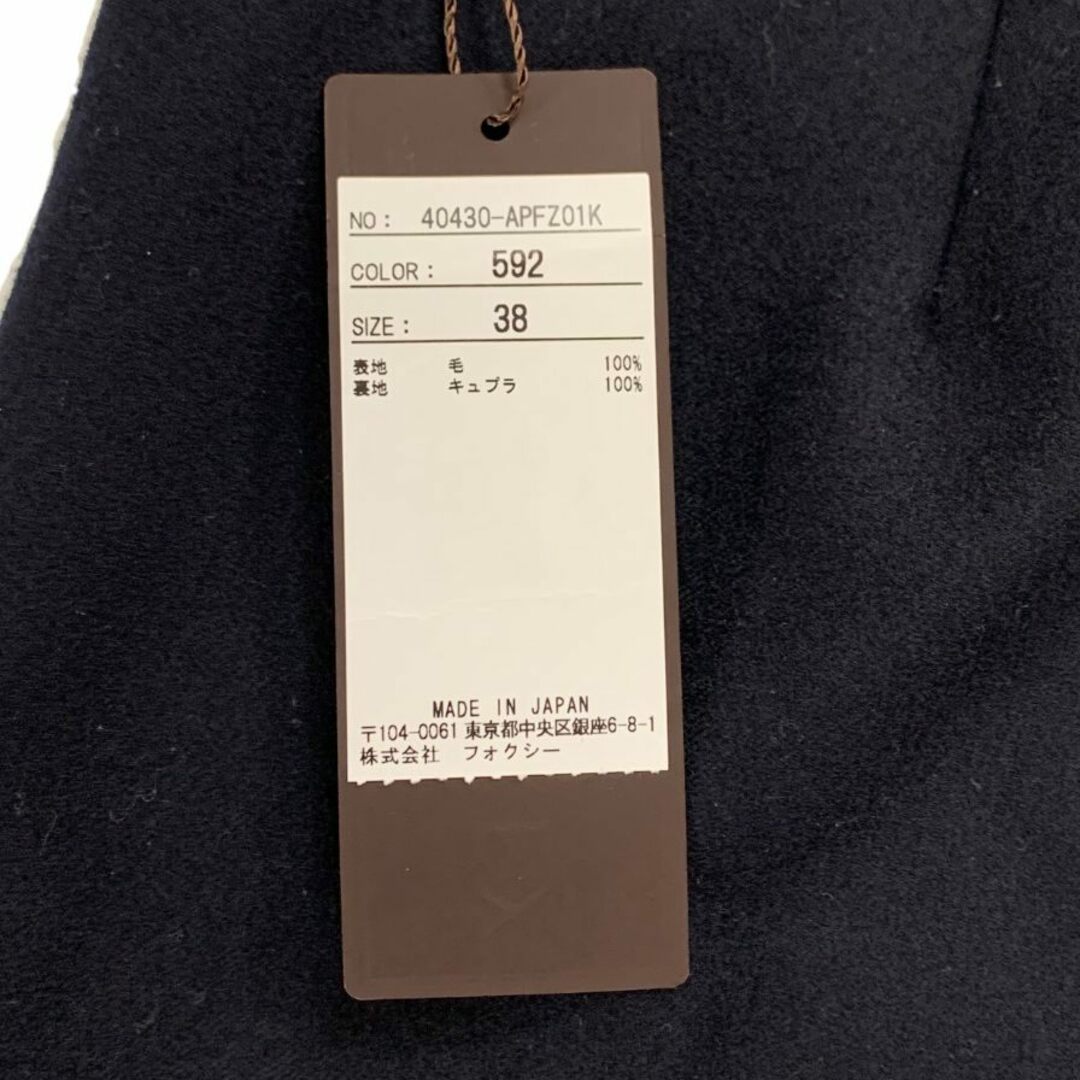 NO: 40430-APFZ01K
COLOR: 592
SIZE: 38
表地 毛 100%
裏地 キュプラ 100%
MADE IN JAPAN
〒104-0061 東京都中央区銀座6-8-1
株式会社 フォクシー